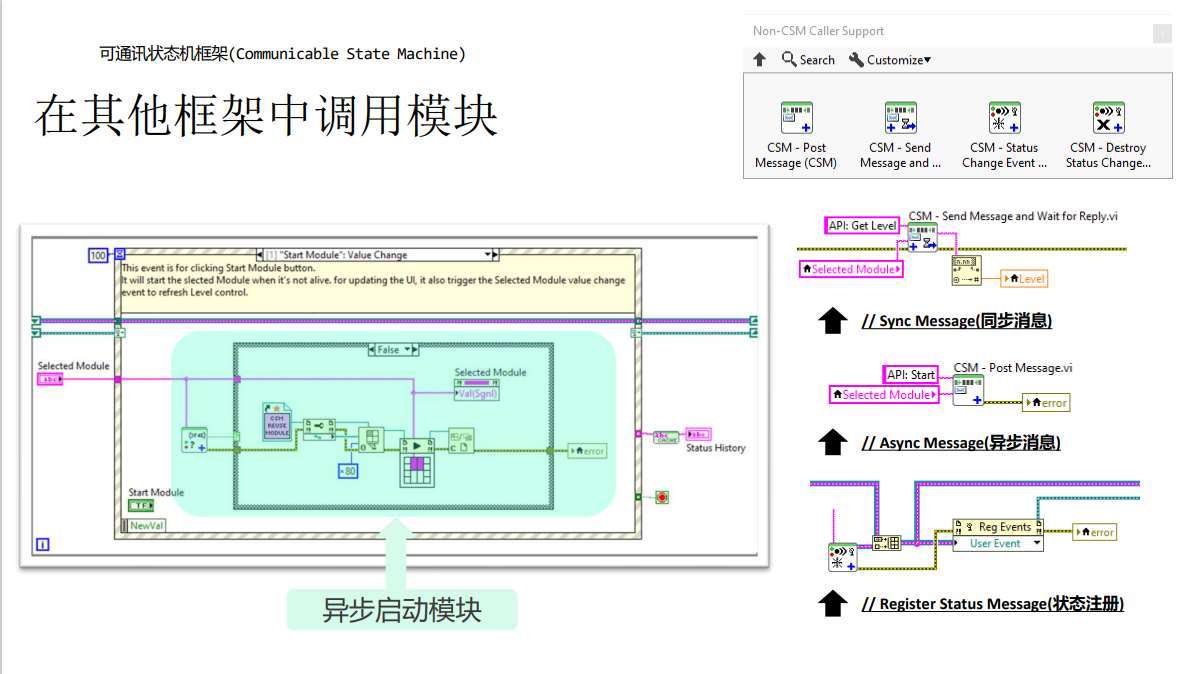 可通讯状态机框架(Communicable State Machine)
在其他框架中调用模块
Non-CSM Caller Support
Search
Customize▾
CSM - Post
Message (CSM)
CSM - Send
Message and ...
CSM - Status
Change Event ...
CSM - Destroy
Status Change...
100
[1] "Start Module": Value Change
This event is for clicking Start Module button.
It will start the slected Module when it's not alive. for updating the UI, it also trigger the Selected Module value change
event to refresh Level control.
False
Selected Module
abc
Selected Module
Val(Sgnl)
CSM
REUSE
MODULE
×80
error
abc
Status History
Start Module
TF
NewVal
i
异步启动模块
CSM - Send Message and Wait for Reply.vi
API: Get Level
Selected Module
Level
// Sync Message(同步消息)
CSM - Post Message.vi
API: Start
Selected Module
error
// Async Message(异步消息)
Reg Events
User Event
error
// Register Status Message(状态注册)